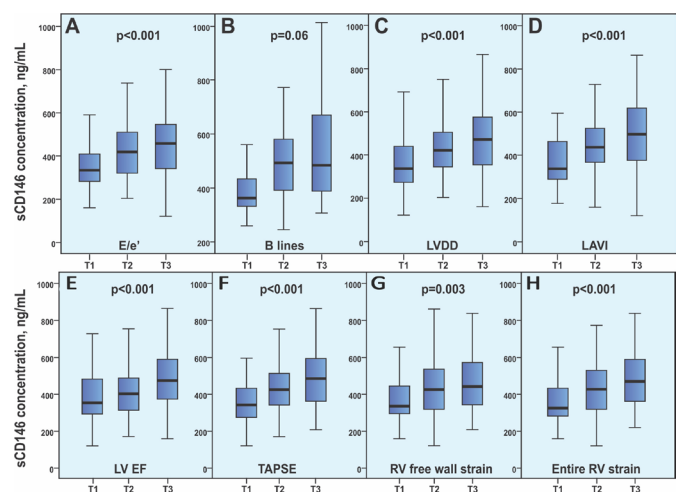 sCD146 concentration, ng/mL
A
p<0.001
1000
800
600
400
200
0
E/e'
T1 T2 T3
B
p=0.06
1000
800
600
400
200
B lines
T1 T2 T3
C
p<0.001
1000
800
600
400
200
0
LVDD
T1 T2 T3
D
p<0.001
1000
800
600
400
200
0
LAVI
T1 T2 T3
sCD146 concentration, ng/mL
E
p<0.001
1000
800
600
400
200
0
LV EF
T1 T2 T3
F
p<0.001
1000
800
600
400
200
0
TAPSE
T1 T2 T3
G
p=0.003
1000
800
600
400
200
0
RV free wall strain
T1 T2 T3
H
p<0.001
1000
800
600
400
200
0
Entire RV strain
T1 T2 T3